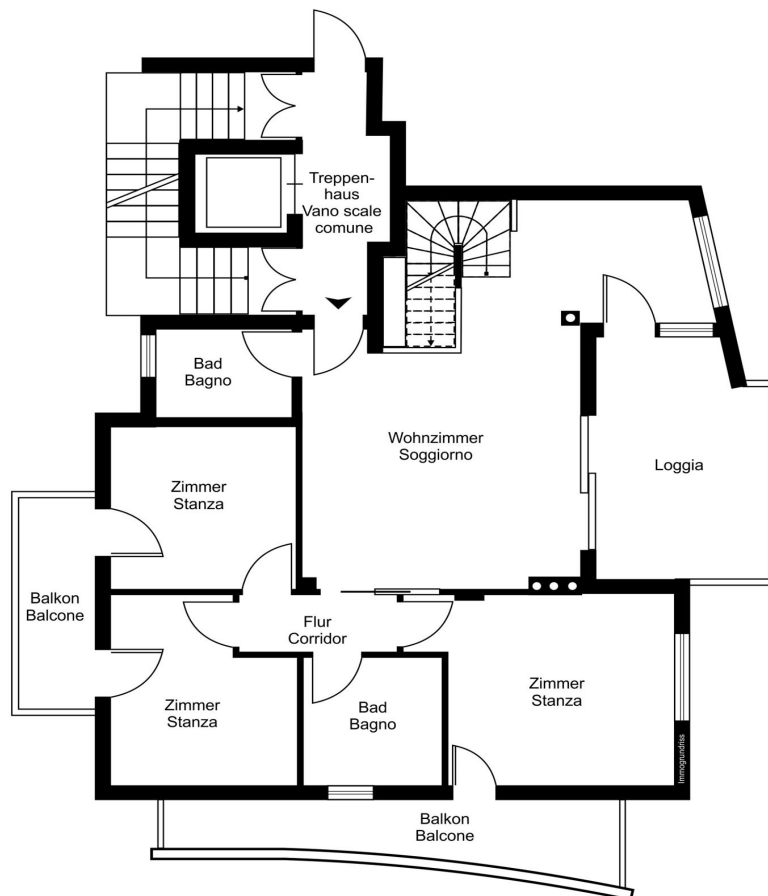 Treppen-
haus
Vano scale
comune
Bad
Bagno
Wohnzimmer
Soggiorno
Loggia
Zimmer
Stanza
Balkon
Balcone
Flur
Corridor
Zimmer
Stanza
Bad
Bagno
Zimmer
Stanza
Immogrundriss
Balkon
Balcone